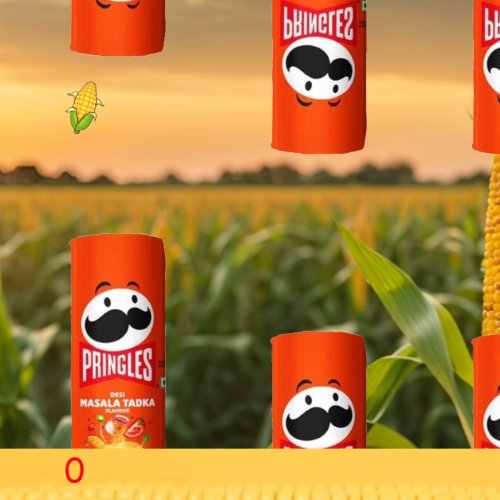 PRINGLES
PRINGLES
DESI
MASALA TADKA
FLAVOUR
0